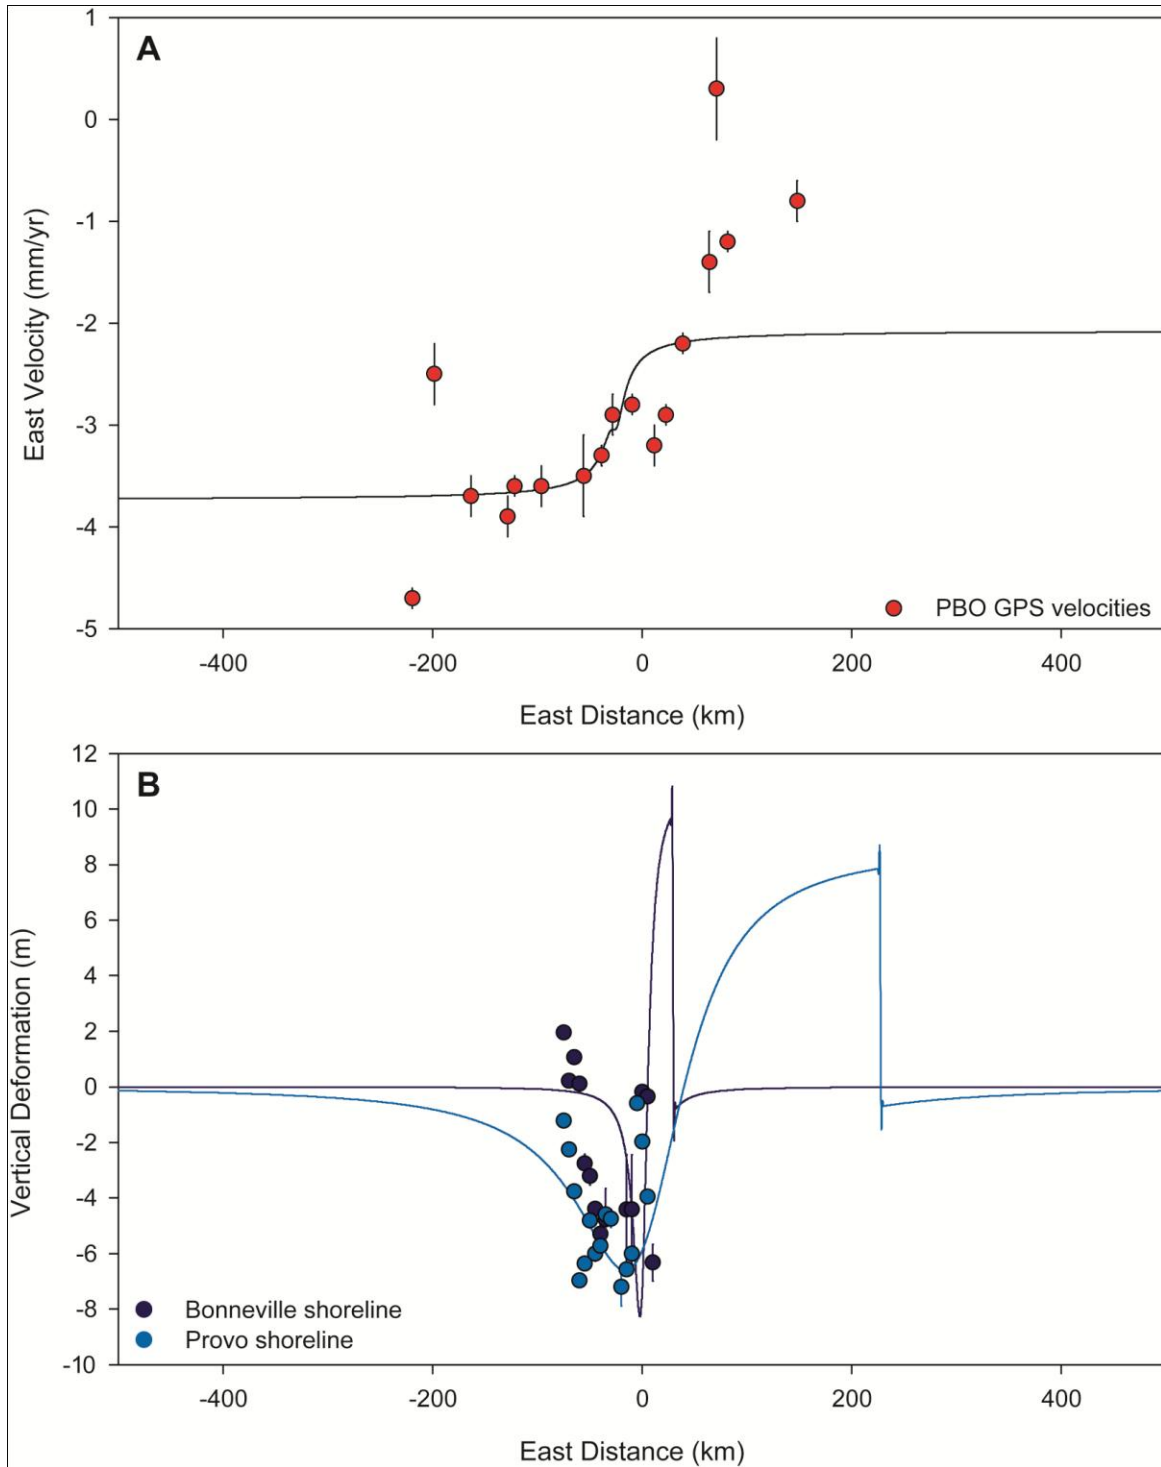 A
1
0
-1
-2
-3
-4
-5
East Velocity (mm/yr)
PBO GPS velocities
-400 -200 0 200 400
East Distance (km)
B
12
10
8
6
4
2
0
-2
-4
-6
-8
-10
Vertical Deformation (m)
Bonneville shoreline
Provo shoreline
-400 -200 0 200 400
East Distance (km)